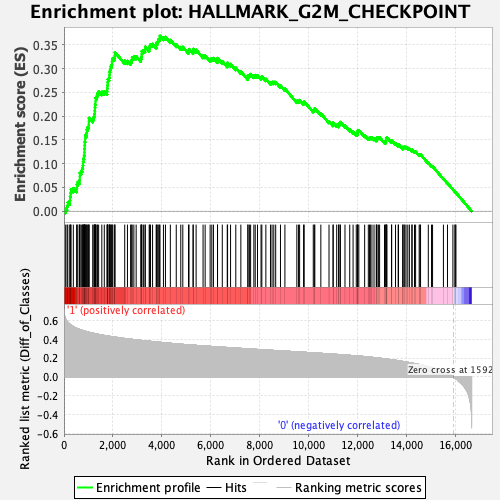 Enrichment plot: HALLMARK_G2M_CHECKPOINT
Enrichment score (ES)
0.35
0.30
0.25
0.20
0.15
0.10
0.05
0.00
Ranked list metric (Diff_of_Classes)
'1' (positively correlated)
0.6
0.4
0.2
0.0
-0.2
-0.4
-0.6
Zero cross at 1592
'0' (negatively correlated)
0
2,000
4,000
6,000
8,000
10,000
12,000
14,000
16,000
Rank in Ordered Dataset
Enrichment profile
Hits
Ranking metric scores